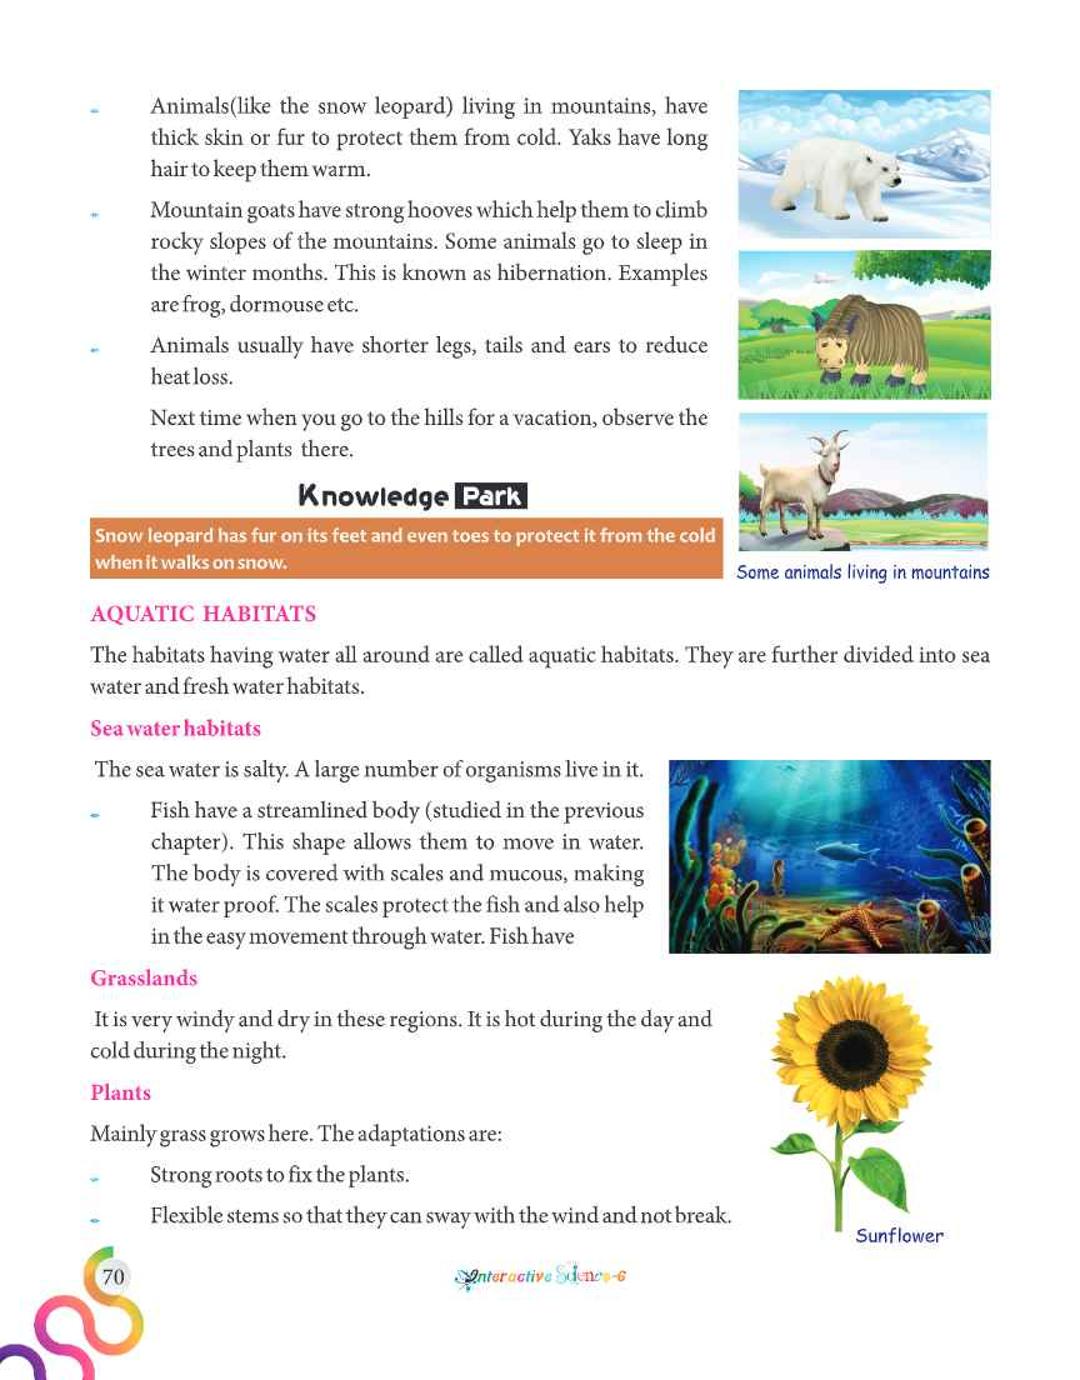 Animals(like the snow leopard) living in mountains, have
thick skin or fur to protect them from cold. Yaks have long
hair to keep them warm.
Mountain goats have strong hooves which help them to climb
rocky slopes of the mountains. Some animals go to sleep in
the winter months. This is known as hibernation. Examples
are frog, dormouse etc.
Animals usually have shorter legs, tails and ears to reduce
heat loss.
Next time when you go to the hills for a vacation, observe the
trees and plants there.
Knowledge Park
Snow leopard has fur on its feet and even toes to protect it from the cold
when it walks on snow.
Some animals living in mountains
AQUATIC HABITATS
The habitats having water all around are called aquatic habitats. They are further divided into sea
water and fresh water habitats.
Sea water habitats
The sea water is salty. A large number of organisms live in it.
Fish have a streamlined body (studied in the previous
chapter). This shape allows them to move in water.
The body is covered with scales and mucous, making
it water proof. The scales protect the fish and also help
in the easy movement through water. Fish have
Grasslands
It is very windy and dry in these regions. It is hot during the day and
cold during the night.
Plants
Mainly grass grows here. The adaptations are:
Strong roots to fix the plants.
Flexible stems so that they can sway with the wind and not break.
Sunflower
70
Interactive Science-6